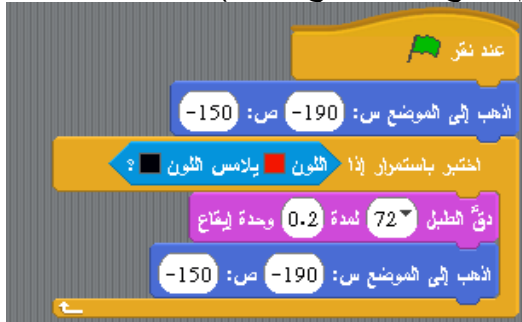 عند نقر
اذهب إلى الموضع س: -190 ص: -150
اختبر باستمرار إذا اللون يلامس اللون ؟
دقّ الطبل 72 لمدة 0.2 وحدة إيقاع
اذهب إلى الموضع س: -190 ص: -150